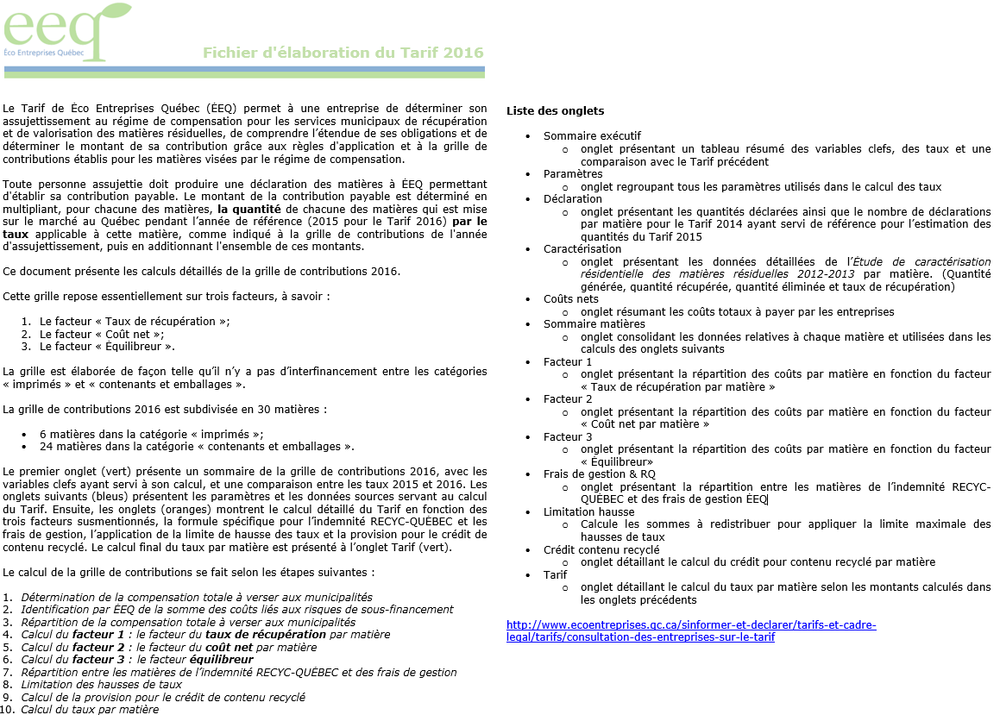 eeq
Éco Entreprises Québec
Fichier d'élaboration du Tarif 2016
Le Tarif de Éco Entreprises Québec (ÉEQ) permet à une entreprise de déterminer son
assujettissement au régime de compensation pour les services municipaux de récupération
et de valorisation des matières résiduelles, de comprendre l'étendue de ses obligations et de
déterminer le montant de sa contribution grâce aux règles d'application et à la grille de
contributions établis pour les matières visées par le régime de compensation.
Toute personne assujettie doit produire une déclaration des matières à ÉEQ permettant
d'établir sa contribution payable. Le montant de la contribution payable est déterminé en
multipliant, pour chacune des matières, la quantité de chacune des matières qui est mise
sur le marché au Québec pendant l'année de référence (2015 pour le Tarif 2016) par le
taux applicable à cette matière, comme indiqué à la grille de contributions de l'année
d'assujettissement, puis en additionnant l'ensemble de ces montants.
Ce document présente les calculs détaillés de la grille de contributions 2016.
Cette grille repose essentiellement sur trois facteurs, à savoir :
1. Le facteur « Taux de récupération »;
2. Le facteur « Coût net »;
3. Le facteur « Équilibreur ».
La grille est élaborée de façon telle qu'il n'y a pas d'interfinancement entre les catégories
« imprimés » et « contenants et emballages ».
La grille de contributions 2016 est subdivisée en 30 matières :
• 6 matières dans la catégorie « imprimés »;
• 24 matières dans la catégorie « contenants et emballages ».
Le premier onglet (vert) présente un sommaire de la grille de contributions 2016, avec les
variables clefs ayant servi à son calcul, et une comparaison entre les taux 2015 et 2016. Les
onglets suivants (bleus) présentent les paramètres et les données sources servant au calcul
du Tarif. Ensuite, les onglets (oranges) montrent le calcul détaillé du Tarif en fonction des
trois facteurs susmentionnés, la formule spécifique pour l'indemnité RECYC-QUÉBEC et les
frais de gestion, l'application de la limite de hausse des taux et la provision pour le crédit de
contenu recyclé. Le calcul final du taux par matière est présenté à l'onglet Tarif (vert).
Le calcul de la grille de contributions se fait selon les étapes suivantes :
1. Détermination de la compensation totale à verser aux municipalités
2. Identification par ÉEQ de la somme des coûts liés aux risques de sous-financement
3. Répartition de la compensation totale à verser aux municipalités
4. Calcul du facteur 1 : le facteur du taux de récupération par matière
5. Calcul du facteur 2 : le facteur du coût net par matière
6. Calcul du facteur 3 : le facteur équilibreur
7. Répartition entre les matières de l'indemnité RECYC-QUÉBEC et des frais de gestion
8. Limitation des hausses de taux
9. Calcul de la provision pour le crédit de contenu recyclé
10. Calcul du taux par matière
Liste des onglets
• Sommaire exécutif
o onglet présentant un tableau résumé des variables clefs, des taux et une
comparaison avec le Tarif précédent
• Paramètres
o onglet regroupant tous les paramètres utilisés dans le calcul des taux
• Déclaration
o onglet présentant les quantités déclarées ainsi que le nombre de déclarations
par matière pour le Tarif 2014 ayant servi de référence pour l'estimation des
quantités du Tarif 2015
• Caractérisation
o onglet présentant les données détaillées de l'Étude de caractérisation
résidentielle des matières résiduelles 2012-2013 par matière. (Quantité
générée, quantité récupérée, quantité éliminée et taux de récupération)
• Coûts nets
o onglet résumant les coûts totaux à payer par les entreprises
• Sommaire matières
o onglet consolidant les données relatives à chaque matière et utilisées dans les
calculs des onglets suivants
• Facteur 1
o onglet présentant la répartition des coûts par matière en fonction du facteur
« Taux de récupération par matière »
• Facteur 2
o onglet présentant la répartition des coûts par matière en fonction du facteur
« Coût net par matière »
• Facteur 3
o onglet présentant la répartition des coûts par matière en fonction du facteur
« Équilibreur»
• Frais de gestion & RQ
o onglet présentant la répartition entre les matières de l'indemnité RECYC-
QUÉBEC et des frais de gestion ÉEQ
• Limitation hausse
o Calcule les sommes à redistribuer pour appliquer la limite maximale des
hausses de taux
• Crédit contenu recyclé
o onglet détaillant le calcul du crédit pour contenu recyclé par matière
• Tarif
o onglet détaillant le calcul du taux par matière selon les montants calculés dans
les onglets précédents
http://www.ecoentreprises.qc.ca/sinformer-et-declarer/tarifs-et-cadre-
legal/tarifs/consultation-des-entreprises-sur-le-tarif